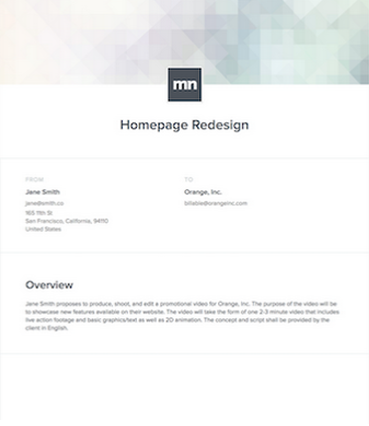 mn
Homepage Redesign
FROM
TO
Jane Smith
Orange, Inc.
jane@smith.co
billable@orangeinc.com
165 11th St
San Francisco, California, 94110
United States
Overview
Jane Smith proposes to produce, shoot, and edit a promotional video for Orange, Inc. The purpose of the video will be
to showcase new features available on their website. The video will take the form of one 2-3 minute video that includes
live action footage and basic graphics/text as well as 2D animation. The concept and script shall be provided by the
client in English.